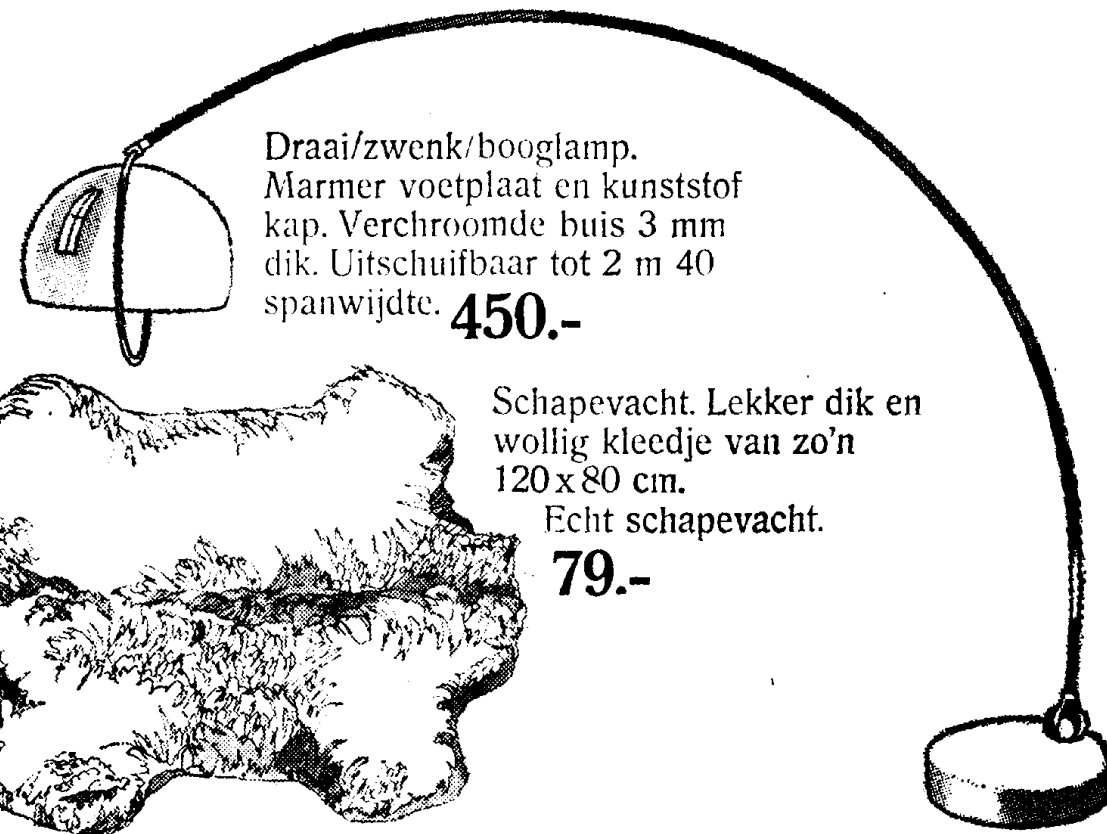 Draai/zwenk/booglamp.
Marmer voetplaat en kunststof
kap. Verchroomde buis 3 mm
dik. Uitschuifbaar tot 2 m 40
spanwijdte. 450.-
Schapevacht. Lekker dik en
wollig kleedje van zo'n
120x80 cm.
Echt schapevacht.
79.-